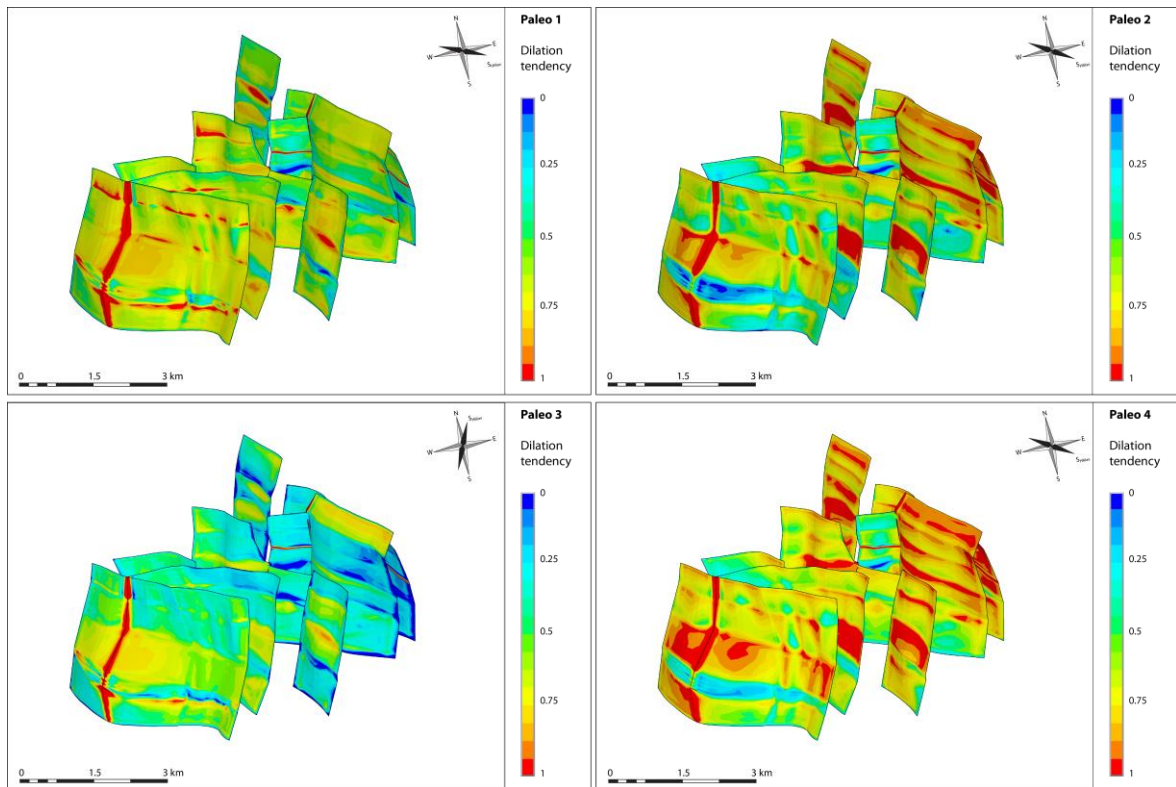 Paleo 1
Dilation
tendency
0
0.25
0.5
0.75
1
N
E
W
S
0 1.5 3 km
Paleo 2
Dilation
tendency
0
0.25
0.5
0.75
1
N
E
W
S
0 1.5 3 km
Paleo 3
Dilation
tendency
0
0.25
0.5
0.75
1
N
E
W
S
0 1.5 3 km
Paleo 4
Dilation
tendency
0
0.25
0.5
0.75
1
N
E
W
S
0 1.5 3 km